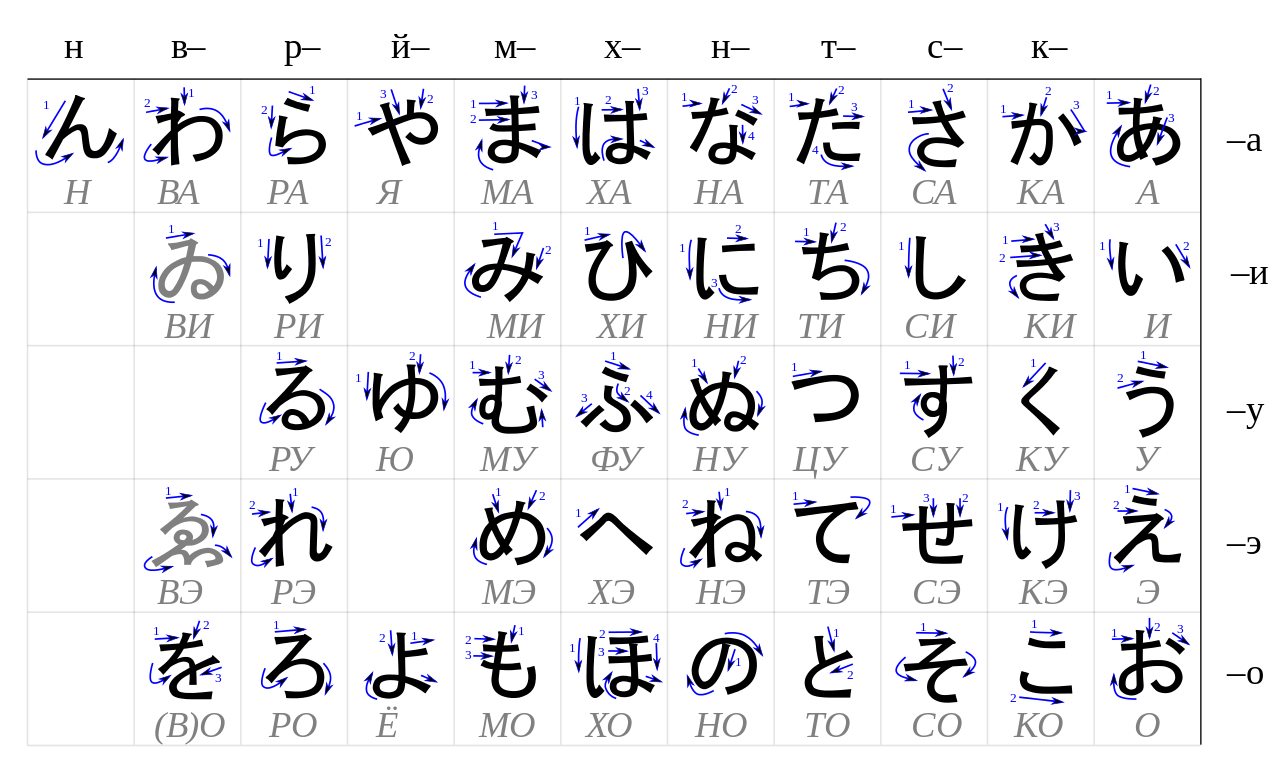 н в– р– й– м– х– н– т– с– к–
ん わ ら や ま は な た さ か あ –а
Н ВА РА Я МА ХА НА ТА СА КА А
ゐ り み ひ に ち し き い –и
ВИ РИ МИ ХИ НИ ТИ СИ КИ И
る ゆ む ふ ぬ つ す く う –у
РУ Ю МУ ФУ НУ ЦУ СУ КУ У
ゑ れ め へ ね て せ け え –э
ВЭ РЭ МЭ ХЭ НЭ ТЭ СЭ КЭ Э
を ろ よ も ほ の と そ こ お –о
(В)О РО Ё МО ХО НО ТО СО КО О